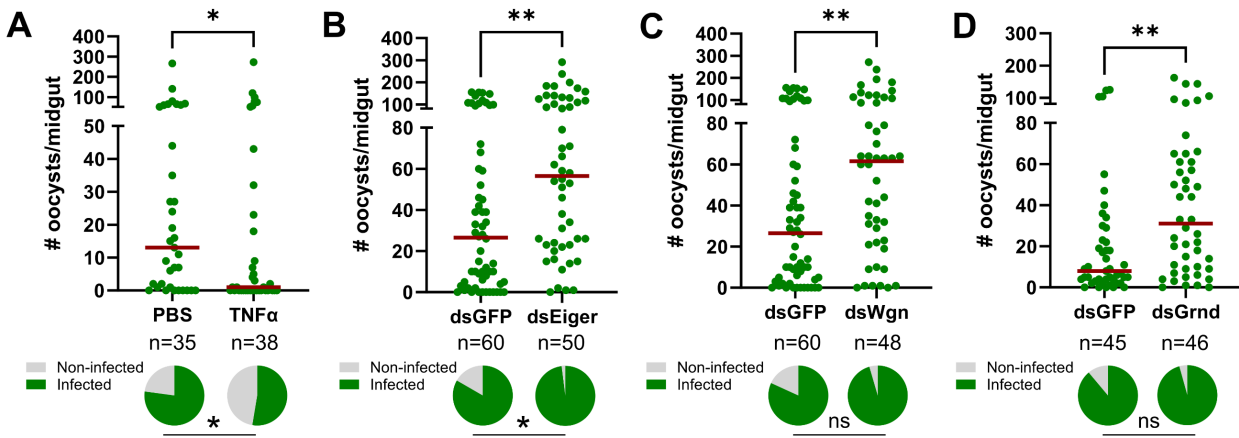 A
# oocysts/midgut
400
300
200
100
50
40
30
20
10
0
*
PBS
TNFα
n=35
n=38
Non-infected
Infected
*
B
# oocysts/midgut
400
300
200
100
80
60
40
20
0
**
dsGFP
dsEiger
n=60
n=50
Non-infected
Infected
*
C
# oocysts/midgut
400
300
200
100
80
60
40
20
0
**
dsGFP
dsWgn
n=60
n=48
Non-infected
Infected
ns
D
# oocysts/midgut
300
200
100
80
60
40
20
0
**
dsGFP
dsGrnd
n=45
n=46
Non-infected
Infected
ns